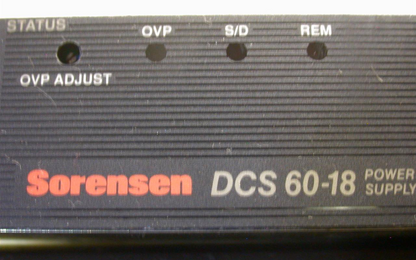 STATUS
OVP S/D REM
OVP ADJUST
Sorensen DCS 60-18 POWER
SUPPLY